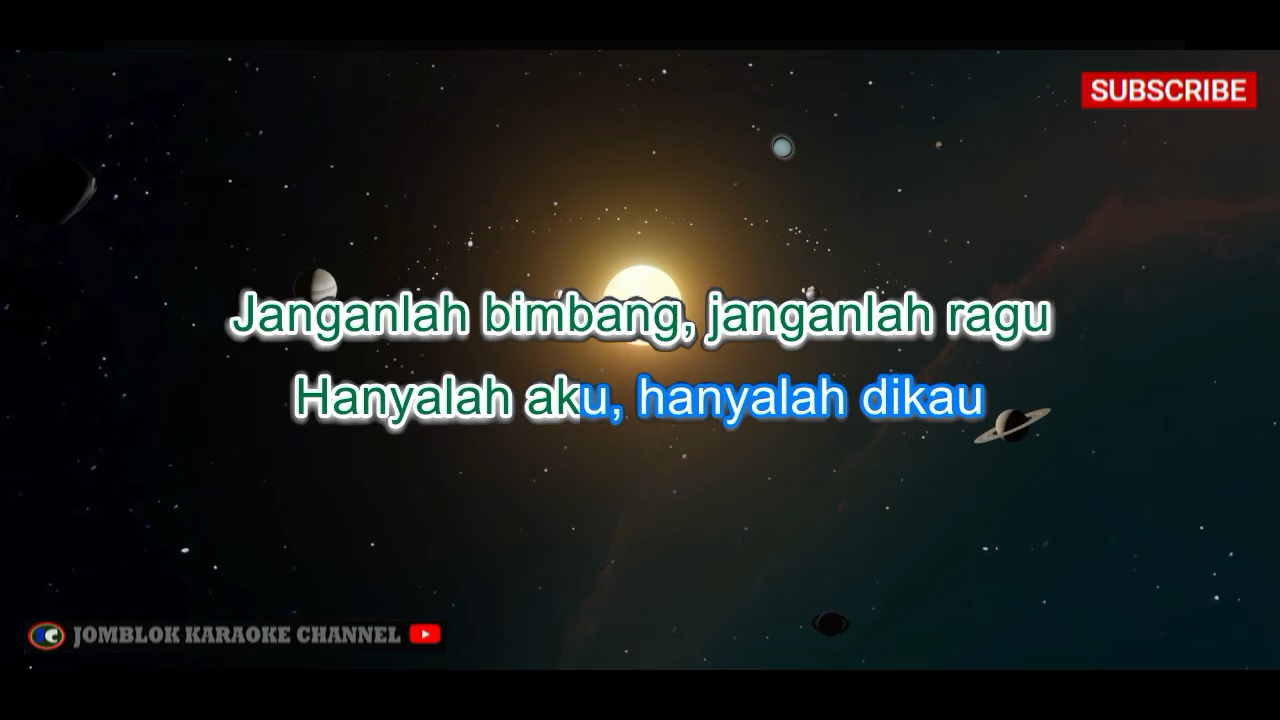 SUBSCRIBE
Janganlah bimbang, janganlah ragu
Hanyalah aku, hanyalah dikau
JOMBLOK KARAOKE CHANNEL